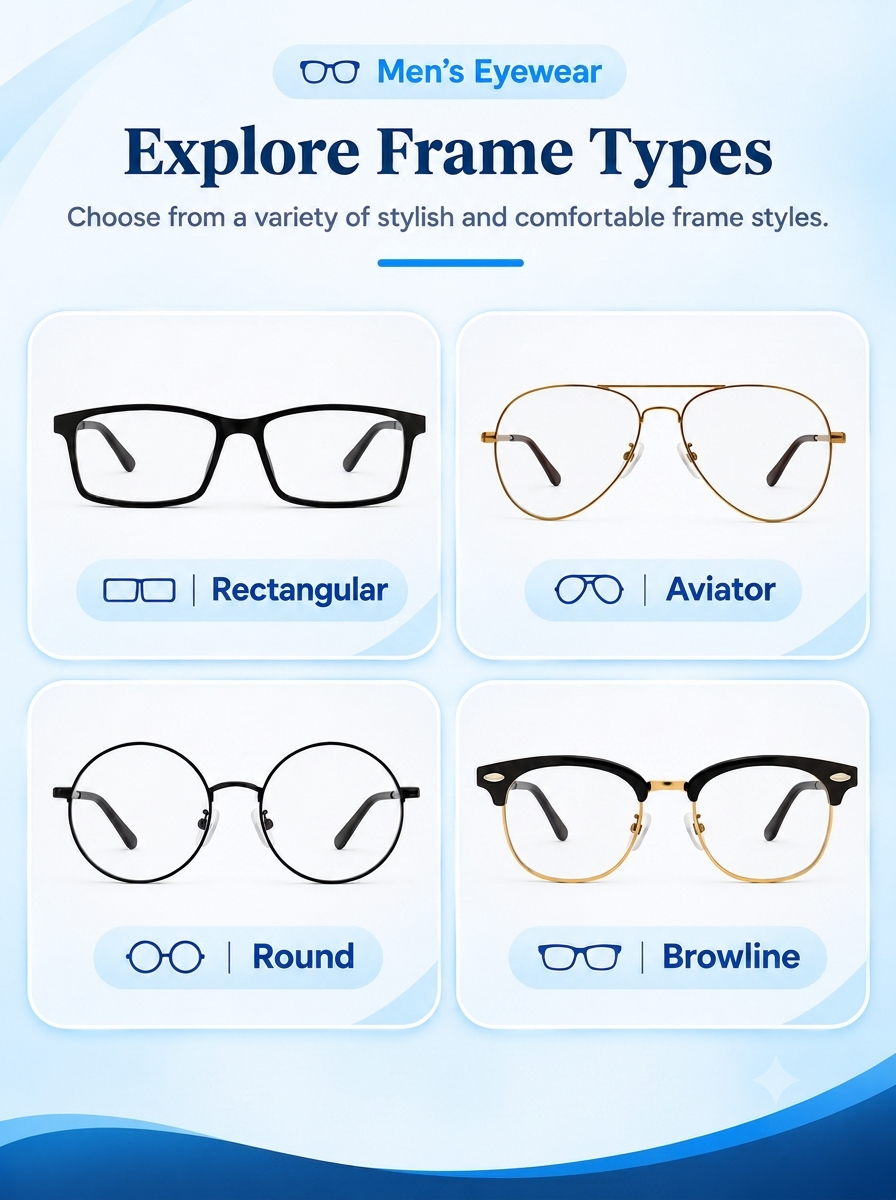 Men's Eyewear
Explore Frame Types
Choose from a variety of stylish and comfortable frame styles.
Rectangular
Aviator
Round
Browline